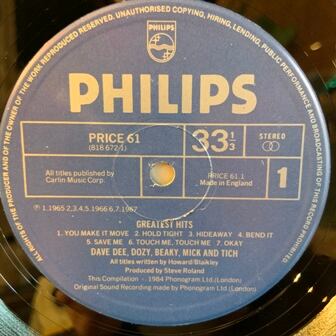 ALL RIGHTS OF THE PRODUCER AND OF THE OWNER OF THE WORK REPRODUCED RESERVED. UNAUTHORISED COPYING, HIRING, LENDING, PUBLIC PERFORMANCE AND BROADCASTING OF THIS RECORD PROHIBITED
PHILIPS
PHILIPS
PRICE 61
(818 672-1)
33 1/3
STEREO
All titles published by
Carlin Music Corp.
PRICE 61.1
Made in England
1
Ⓟ 1.1965 2,3,4,5.1966 6,7.1967
GREATEST HITS
1. YOU MAKE IT MOVE 2. HOLD TIGHT 3. HIDEAWAY 4. BEND IT
5. SAVE ME 6. TOUCH ME, TOUCH ME 7. OKAY
DAVE DEE, DOZY, BEAKY, MICK AND TICH
All titles written by Howard/Blaikley
Produced by Steve Roland
This Compilation ℗ 1984 Phonogram Ltd (London)
Original Sound Recording made by Phonogram Ltd. (London)